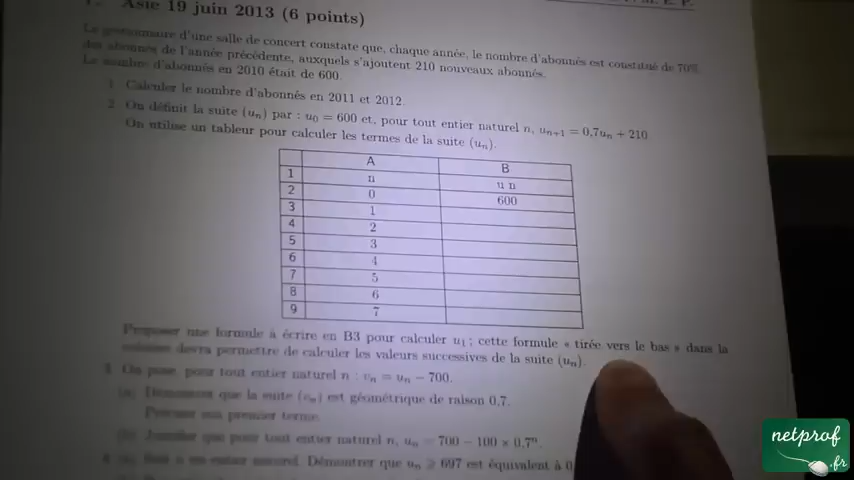 Asie 19 juin 2013 (6 points)
Le gestionnaire d'une salle de concert constate que, chaque année, le nombre d'abonnés est constitué de 70%
des abonnés de l'année précédente, auxquels s'ajoutent 210 nouveaux abonnés.
Le nombre d'abonnés en 2010 était de 600.
1. Calculer le nombre d'abonnés en 2011 et 2012.
2. On définit la suite (uₙ) par : u₀ = 600 et, pour tout entier naturel n, uₙ₊₁ = 0,7uₙ + 210
On utilise un tableur pour calculer les termes de la suite (uₙ).
A B
1 n u n
2 0 600
3 1
4 2
5 3
6 4
7 5
8 6
9 7
Proposer une formule à écrire en B3 pour calculer u₁ ; cette formule « tirée vers le bas » dans la
colonne devra permettre de calculer les valeurs successives de la suite (uₙ).
3. On pose, pour tout entier naturel n : vₙ = uₙ − 700.
(a) Démontrer que la suite (vₙ) est géométrique de raison 0,7.
Préciser son premier terme.
(b) Justifier que pour tout entier naturel n, uₙ = 700 − 100 × 0,7ⁿ.
n un entier naturel. Démontrer que uₙ ⩾ 697 est équivalent à 0
netprof
.fr